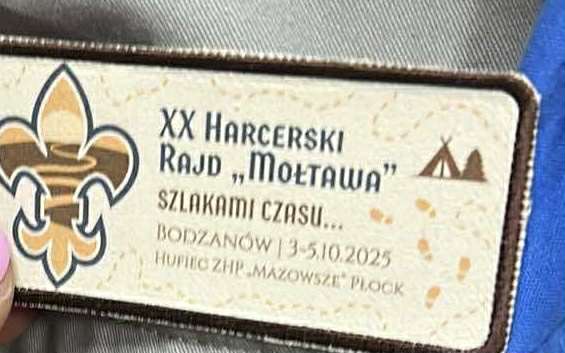 XX Harcerski
Rajd „Mołtawa”
SZLAKAMI CZASU...
BODZANÓW | 3-5.10.2025
HUFIEC ZHP „MAZOWSZE” PŁOCK